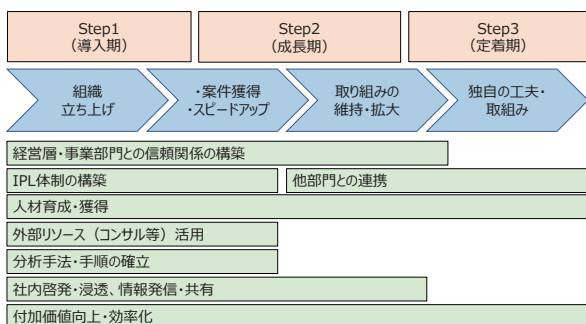 Step1
（導入期）
Step2
（成長期）
Step3
（定着期）
組織
立ち上げ
・案件獲得
・スピードアップ
取り組みの
維持・拡大
独自の工夫・
取組み
経営層・事業部門との信頼関係の構築
IPL体制の構築
他部門との連携
人材育成・獲得
外部リソース（コンサル等）活用
分析手法・手順の確立
社内啓発・浸透、情報発信・共有
付加価値向上・効率化